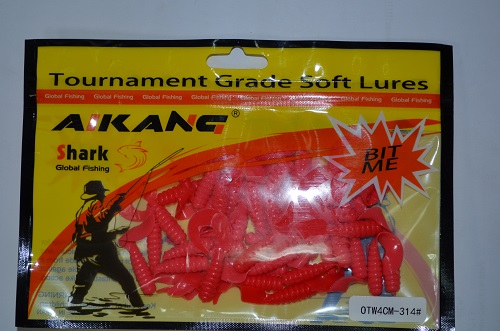 Tournament Grade Soft Lures
Global Fishing Global Fishing Global Fishing Global Fishing Global Fishing Global Fishing Global Fishing
AIKANG®
Shark
Global Fishing
BIT
ME
OTW4CM-314#